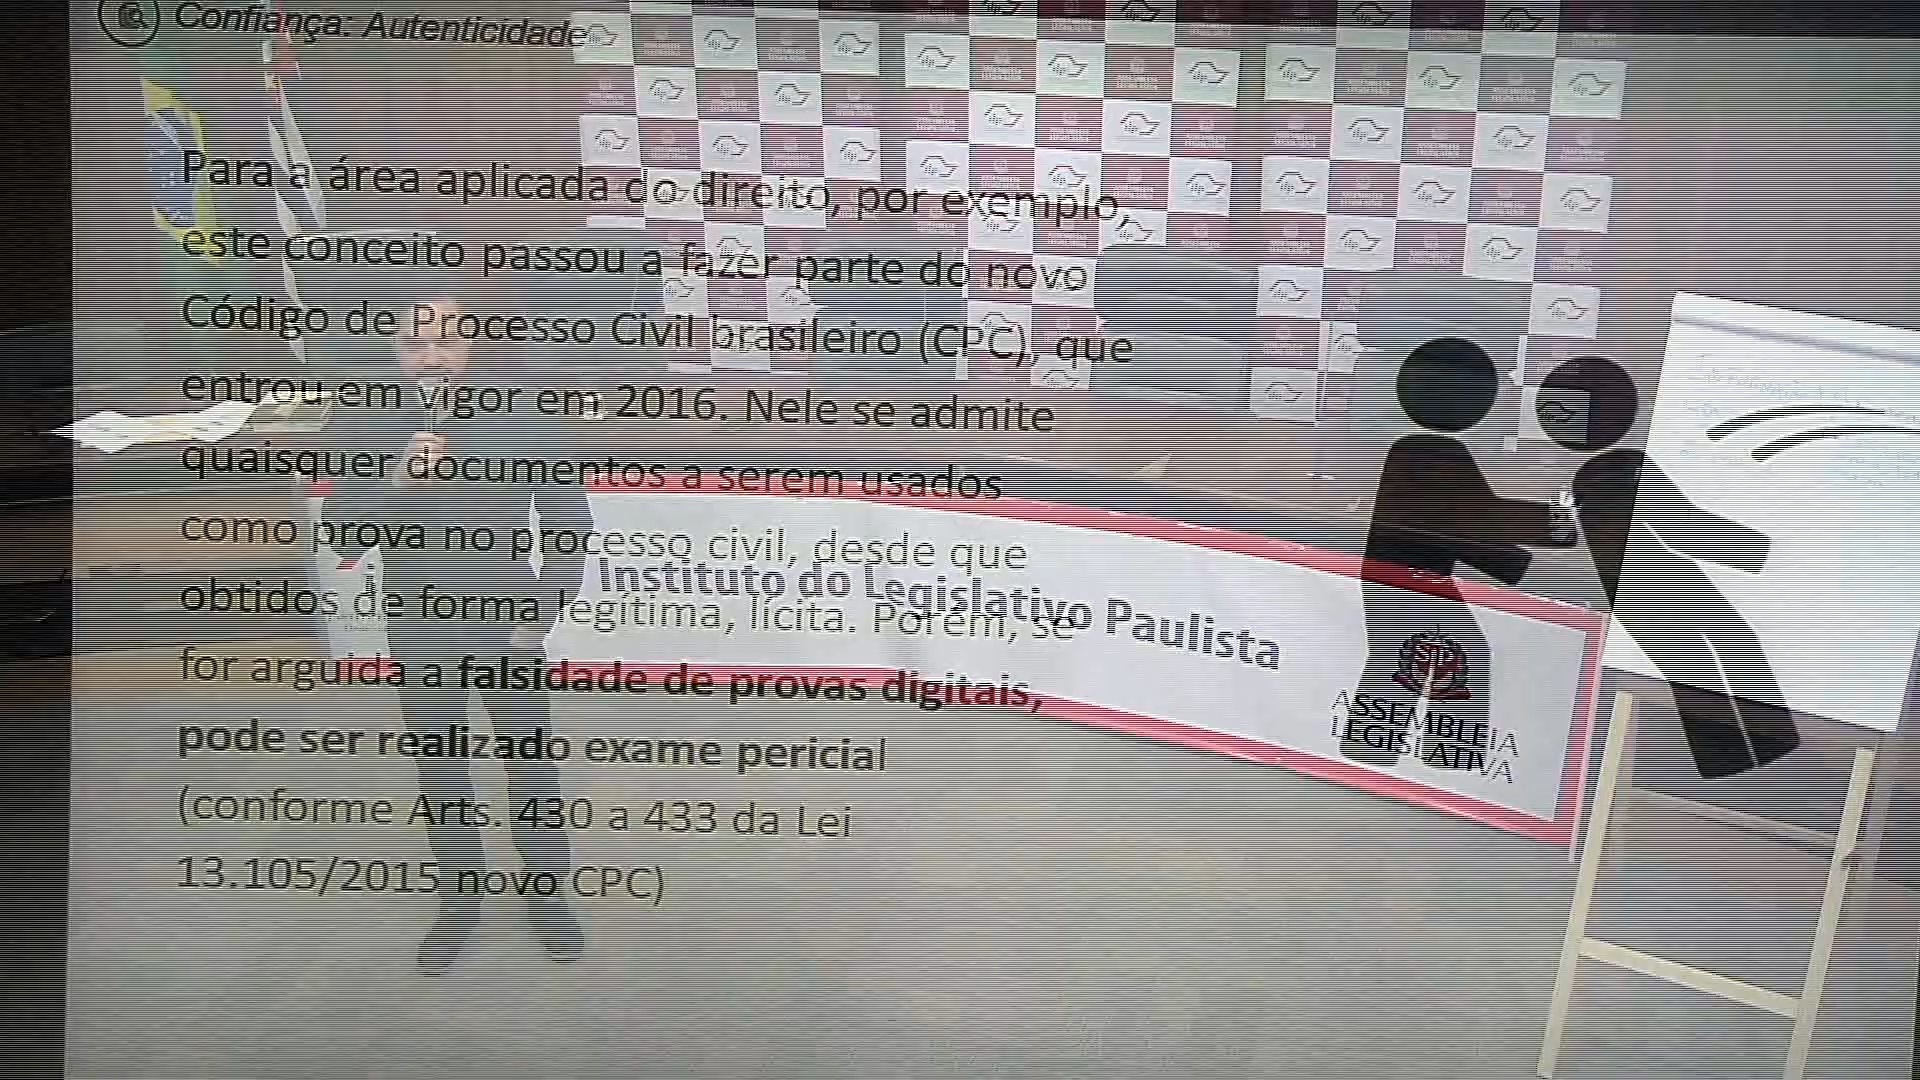 Confiança: Autenticidade
Para a área aplicada do direito, por exemplo,
este conceito passou a fazer parte do novo
Código de Processo Civil brasileiro (CPC), que
entrou em vigor em 2016. Nele se admite
quaisquer documentos a serem usados
como prova no processo civil, desde que
obtidos de forma legítima, lícita. Porém, se
for arguida a falsidade de provas digitais,
pode ser realizado exame pericial
(conforme Arts. 430 a 433 da Lei
13.105/2015 novo CPC)
Instituto do Legislativo Paulista
ASSEMBLEIA
LEGISLATIVA